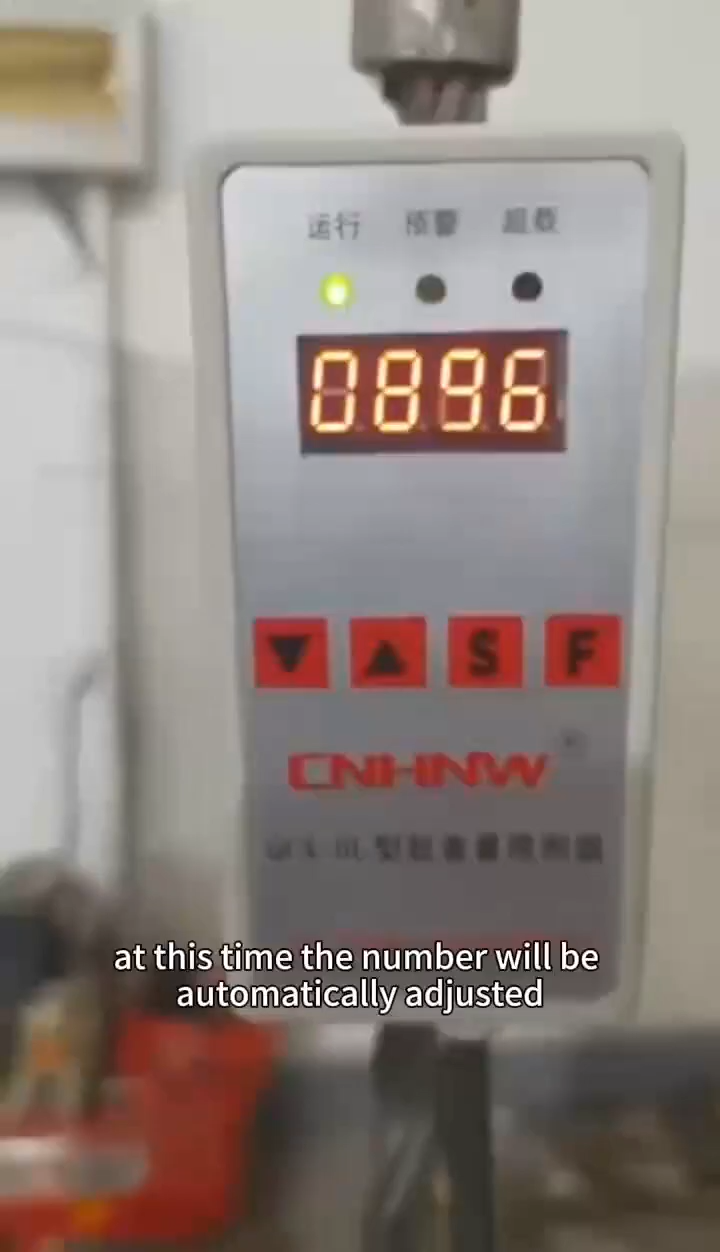 运行 预警 超载
0896
▼ ▲ S F
CNHNW
at this time the number will be
automatically adjusted